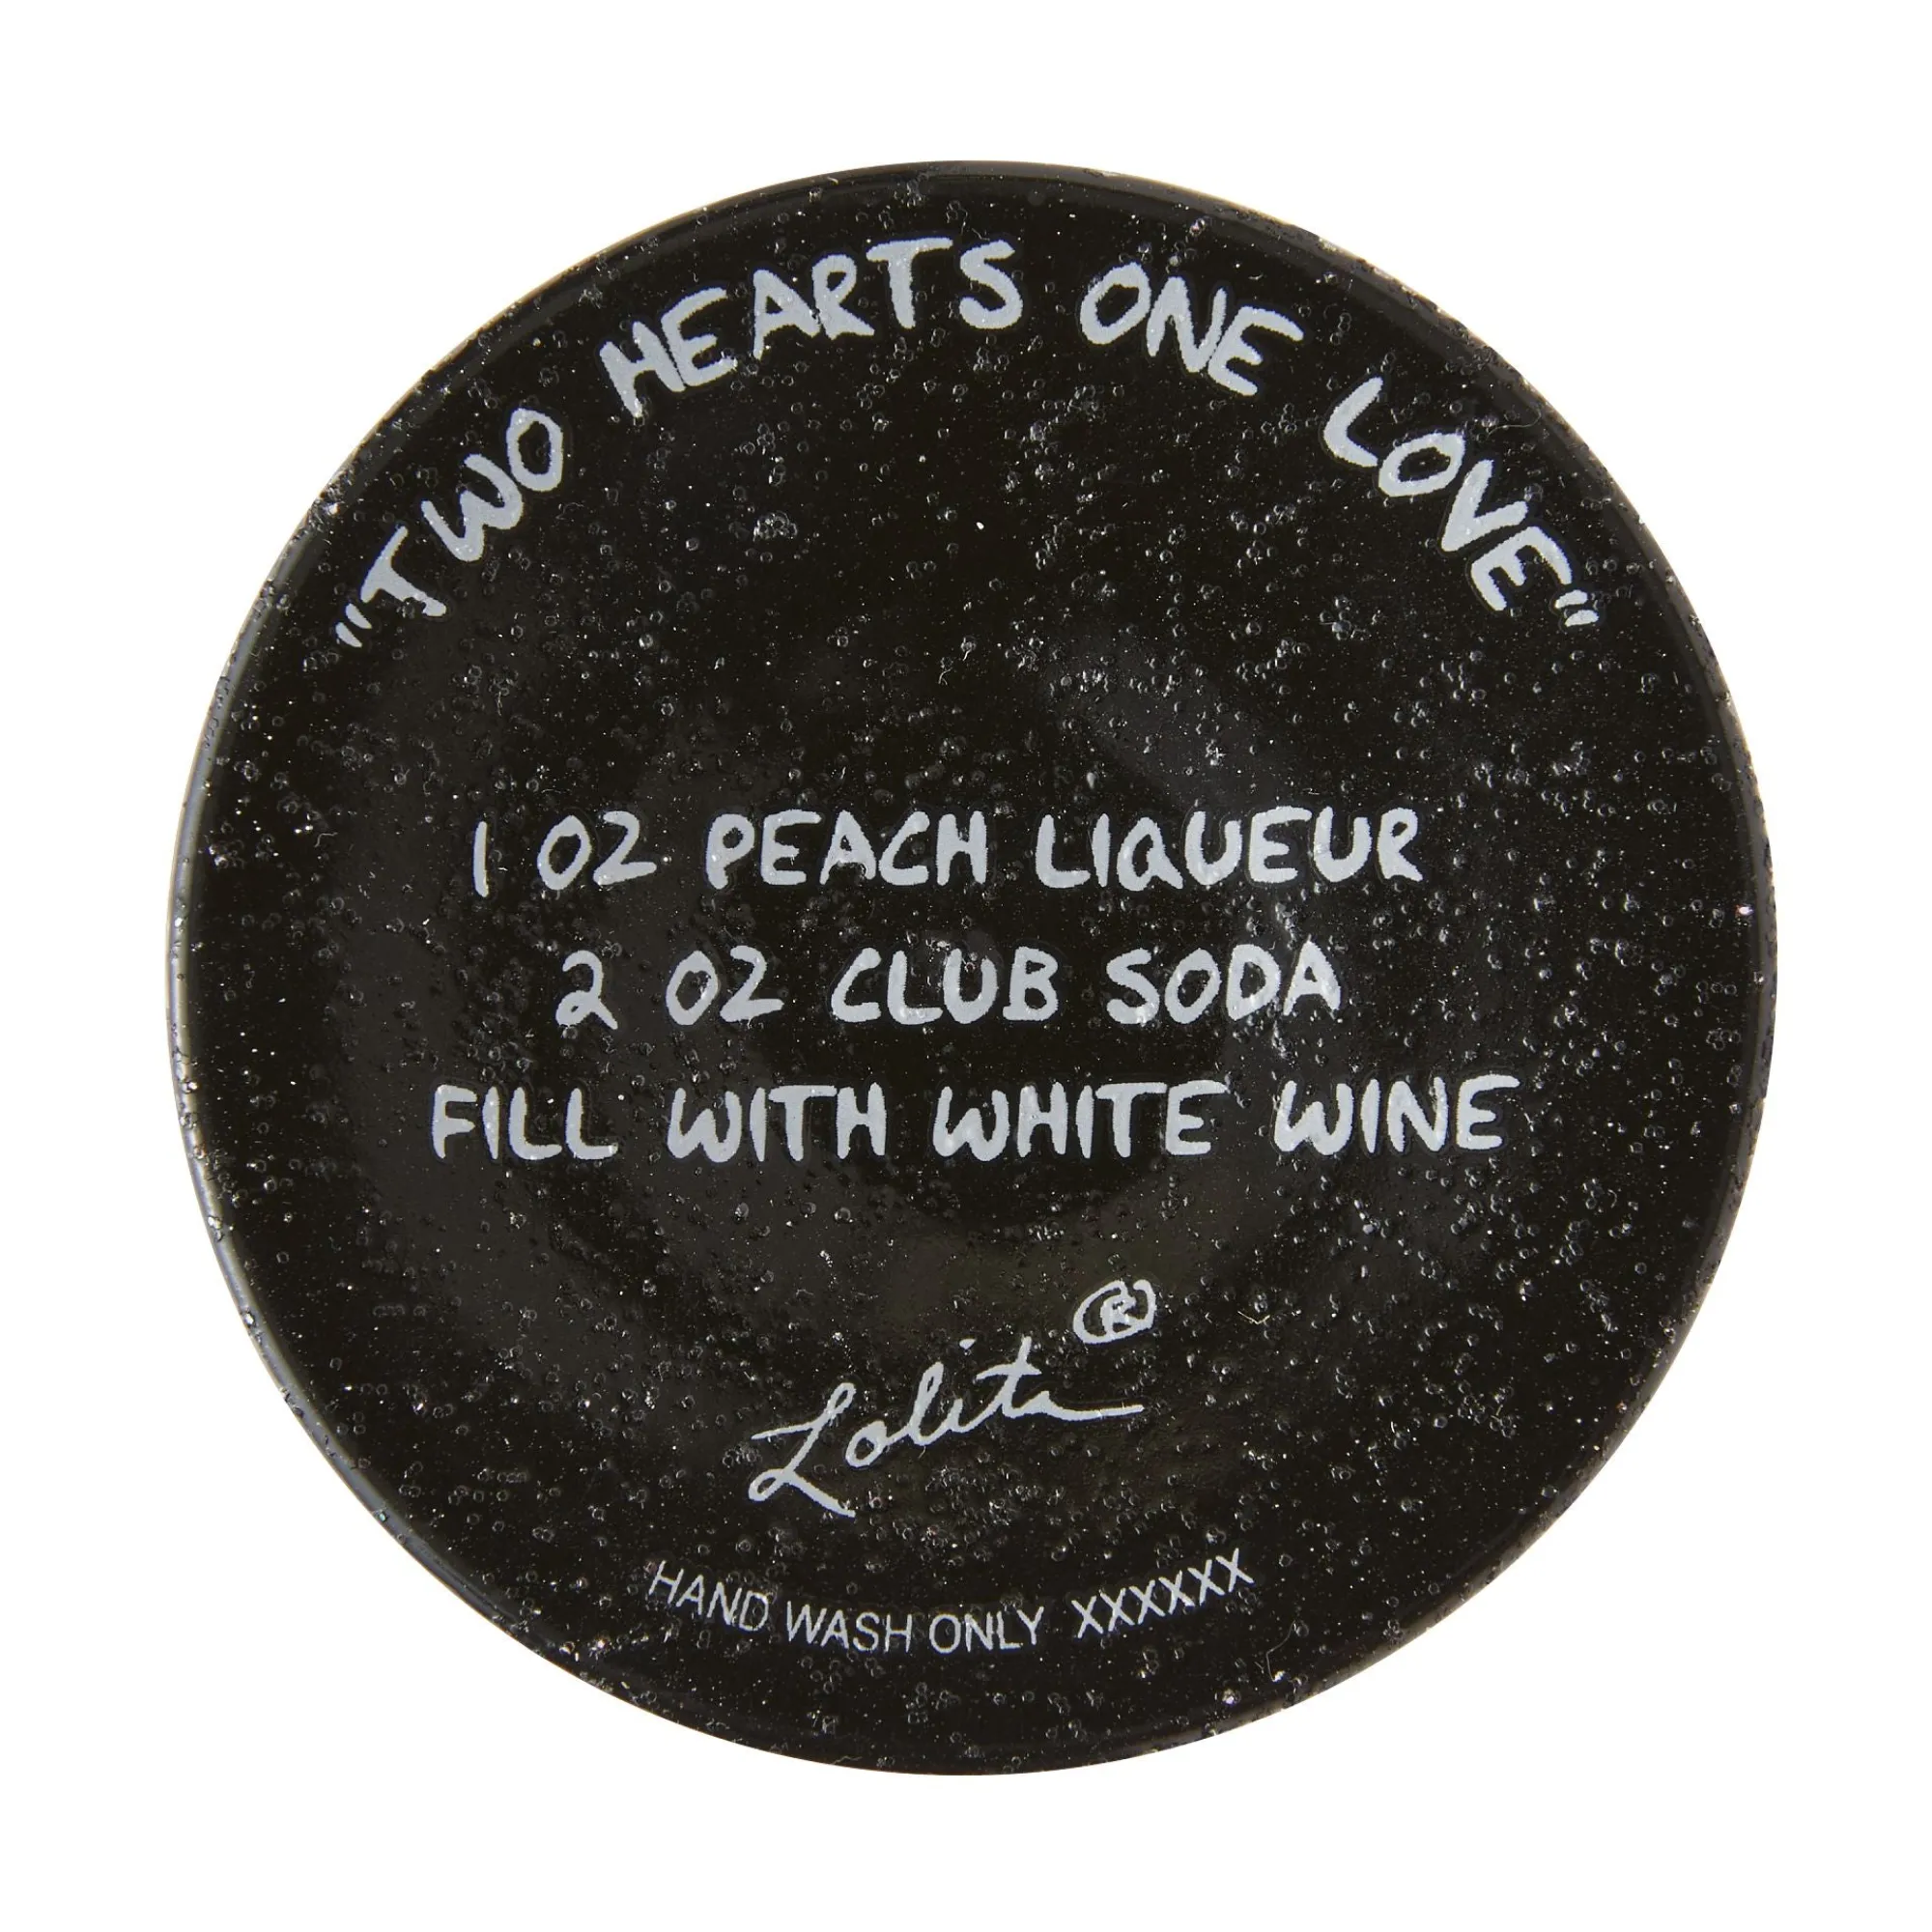 "TWO HEARTS ONE LOVE"
1 OZ PEACH LIQUEUR
2 OZ CLUB SODA
FILL WITH WHITE WINE
Lolita®
HAND WASH ONLY XXXXXX